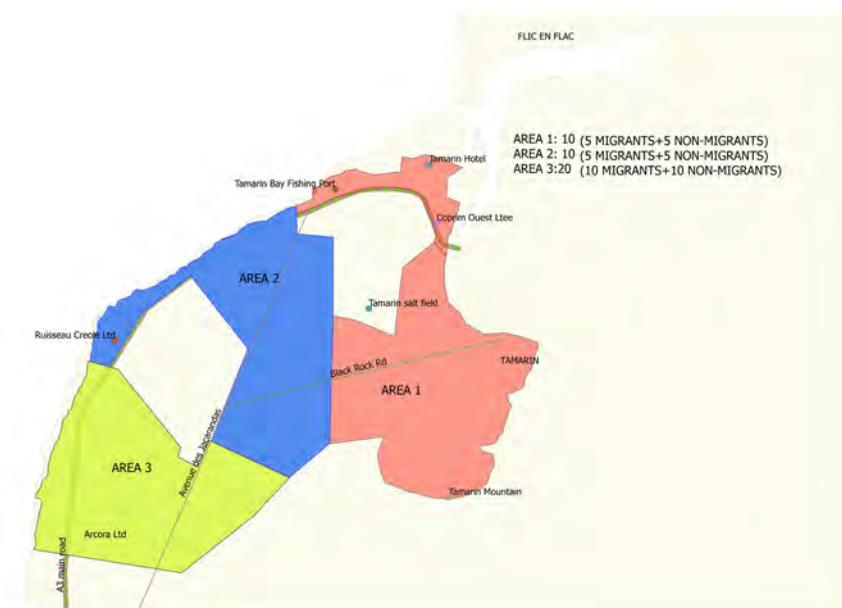 FLIC EN FLAC
AREA 1: 10 (5 MIGRANTS+5 NON-MIGRANTS)
AREA 2: 10 (5 MIGRANTS+5 NON-MIGRANTS)
AREA 3:20 (10 MIGRANTS+10 NON-MIGRANTS)
Tamarin Hotel
Tamarin Bay Fishing Port
Coprim Ouest Ltee
AREA 2
Tamarin salt field
Ruisseau Creole Ltd
Black Rock Rd
TAMARIN
AREA 1
Avenue des Jacarandas
AREA 3
Tamarin Mountain
Arcora Ltd
A3 main road